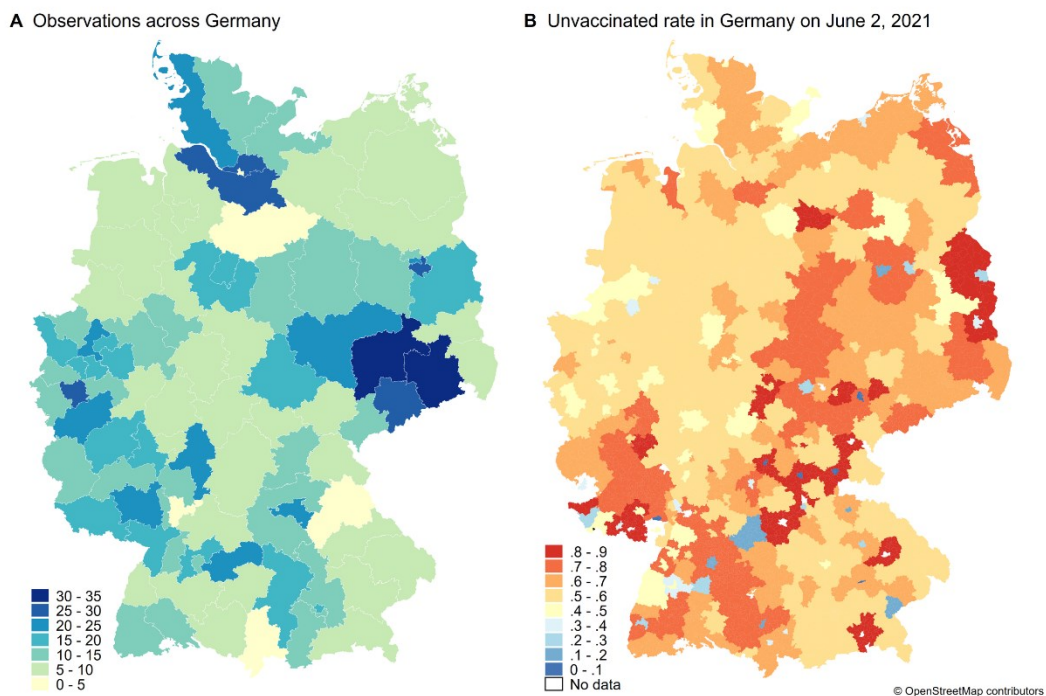 A Observations across Germany
B Unvaccinated rate in Germany on June 2, 2021
30 - 35
25 - 30
20 - 25
15 - 20
10 - 15
5 - 10
0 - 5
.8 - .9
.7 - .8
.6 - .7
.5 - .6
.4 - .5
.3 - .4
.2 - .3
.1 - .2
0 - .1
No data
© OpenStreetMap contributors